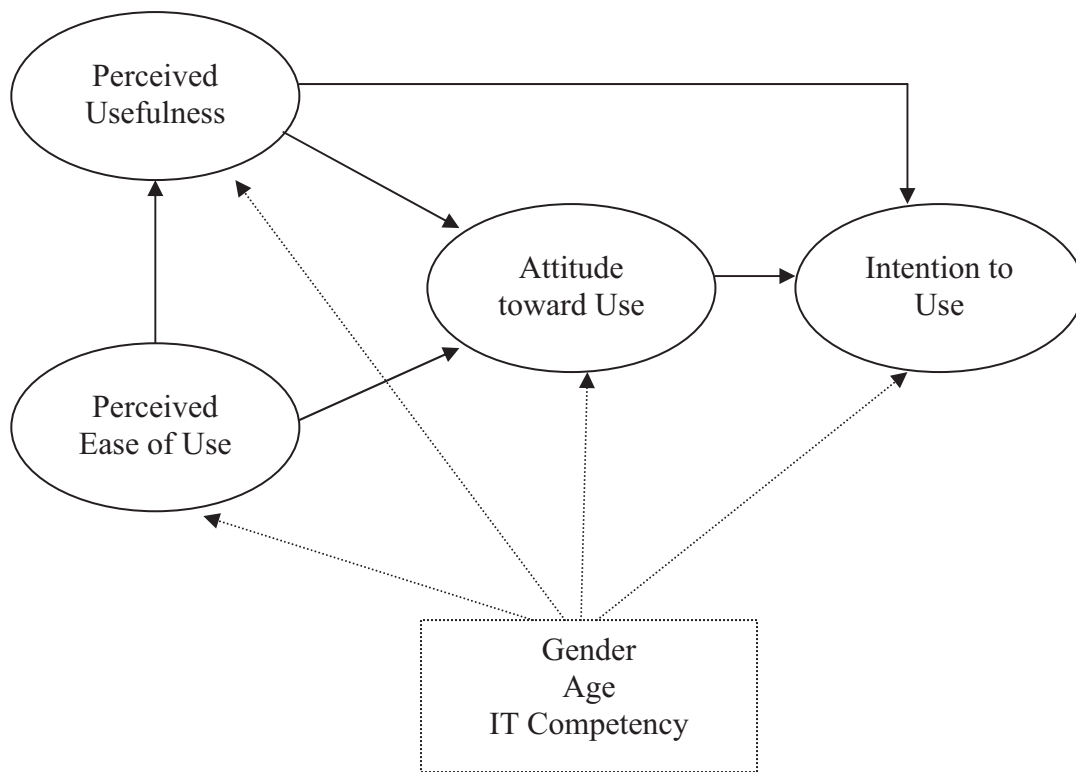 Perceived
Usefulness
Attitude
toward Use
Intention to
Use
Perceived
Ease of Use
Gender
Age
IT Competency